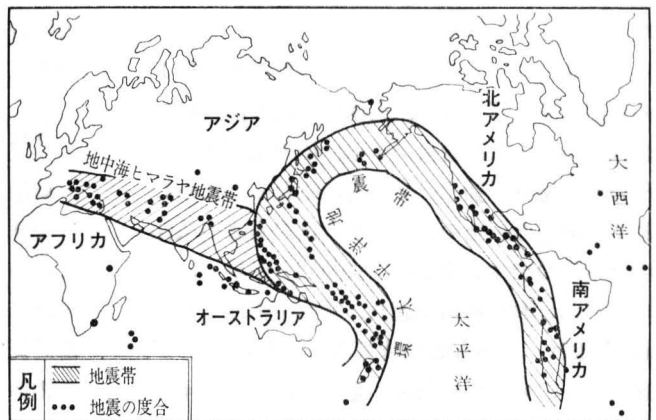 アジア
北アメリカ
大西洋
地中海ヒマラヤ地震帯
環太平洋地震帯
アフリカ
オーストラリア
太平洋
南アメリカ
凡例
地震帯
地震の度合